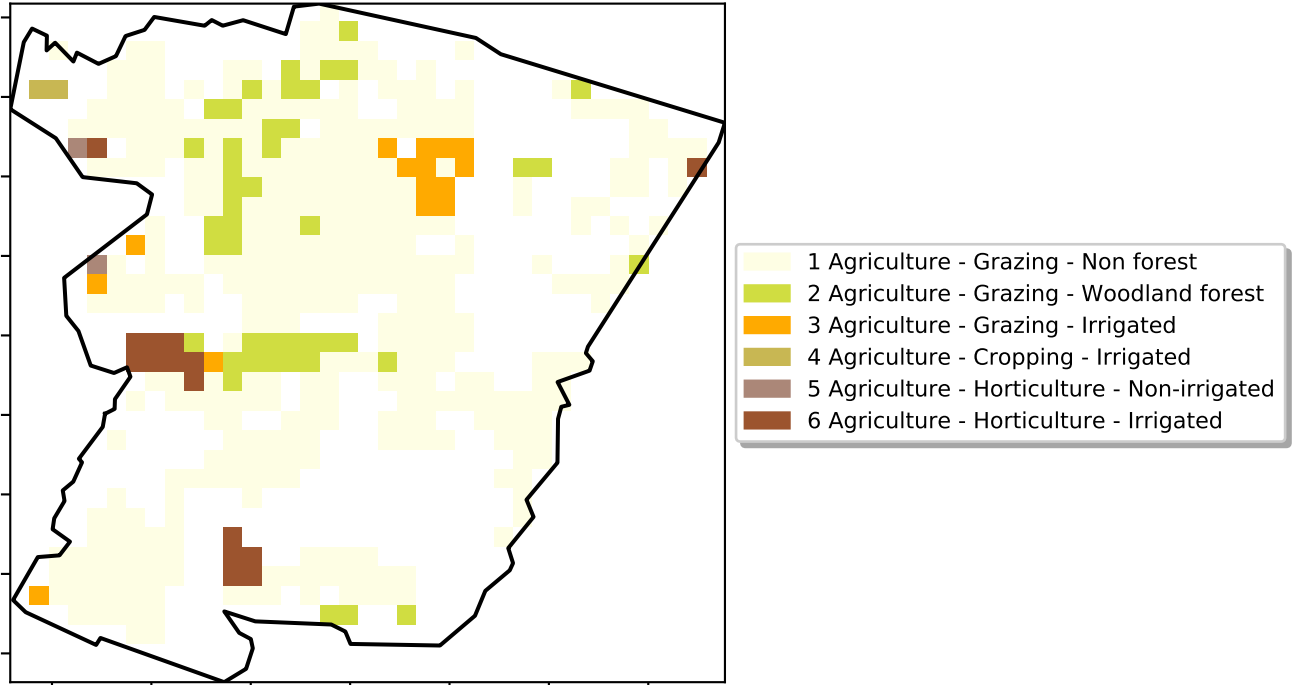 1 Agriculture - Grazing - Non forest
2 Agriculture - Grazing - Woodland forest
3 Agriculture - Grazing - Irrigated
4 Agriculture - Cropping - Irrigated
5 Agriculture - Horticulture - Non-irrigated
6 Agriculture - Horticulture - Irrigated